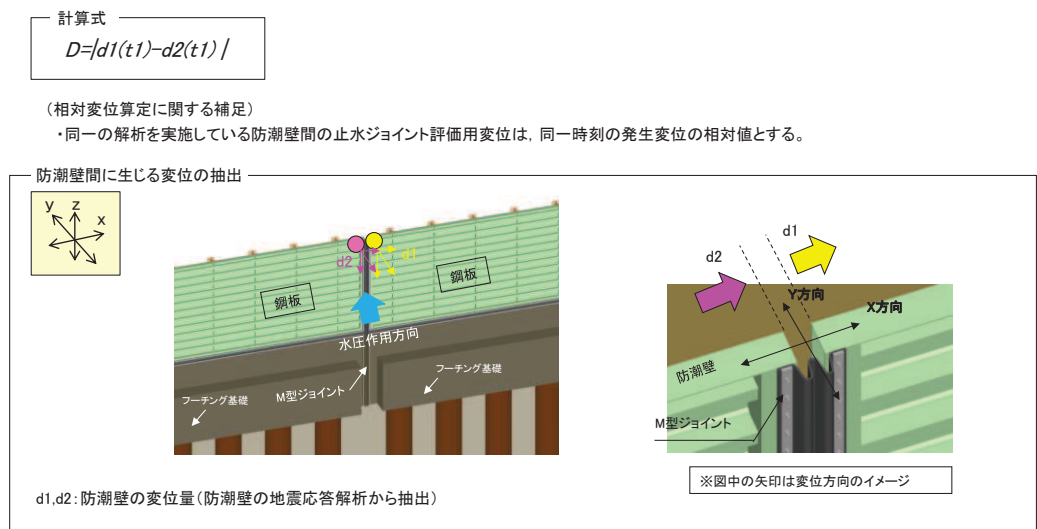 計算式
D=|d1(t1)-d2(t1) |
（相対変位算定に関する補足）
・同一の解析を実施している防潮壁間の止水ジョイント評価用変位は，同一時刻の発生変位の相対値とする。
防潮壁間に生じる変位の抽出
y z x
d2 d1
鋼板
鋼板
水圧作用方向
フーチング基礎
M型ジョイント
フーチング基礎
d1
d2
Y方向
X方向
防潮壁
M型ジョイント
※図中の矢印は変位方向のイメージ
d1,d2：防潮壁の変位量（防潮壁の地震応答解析から抽出）